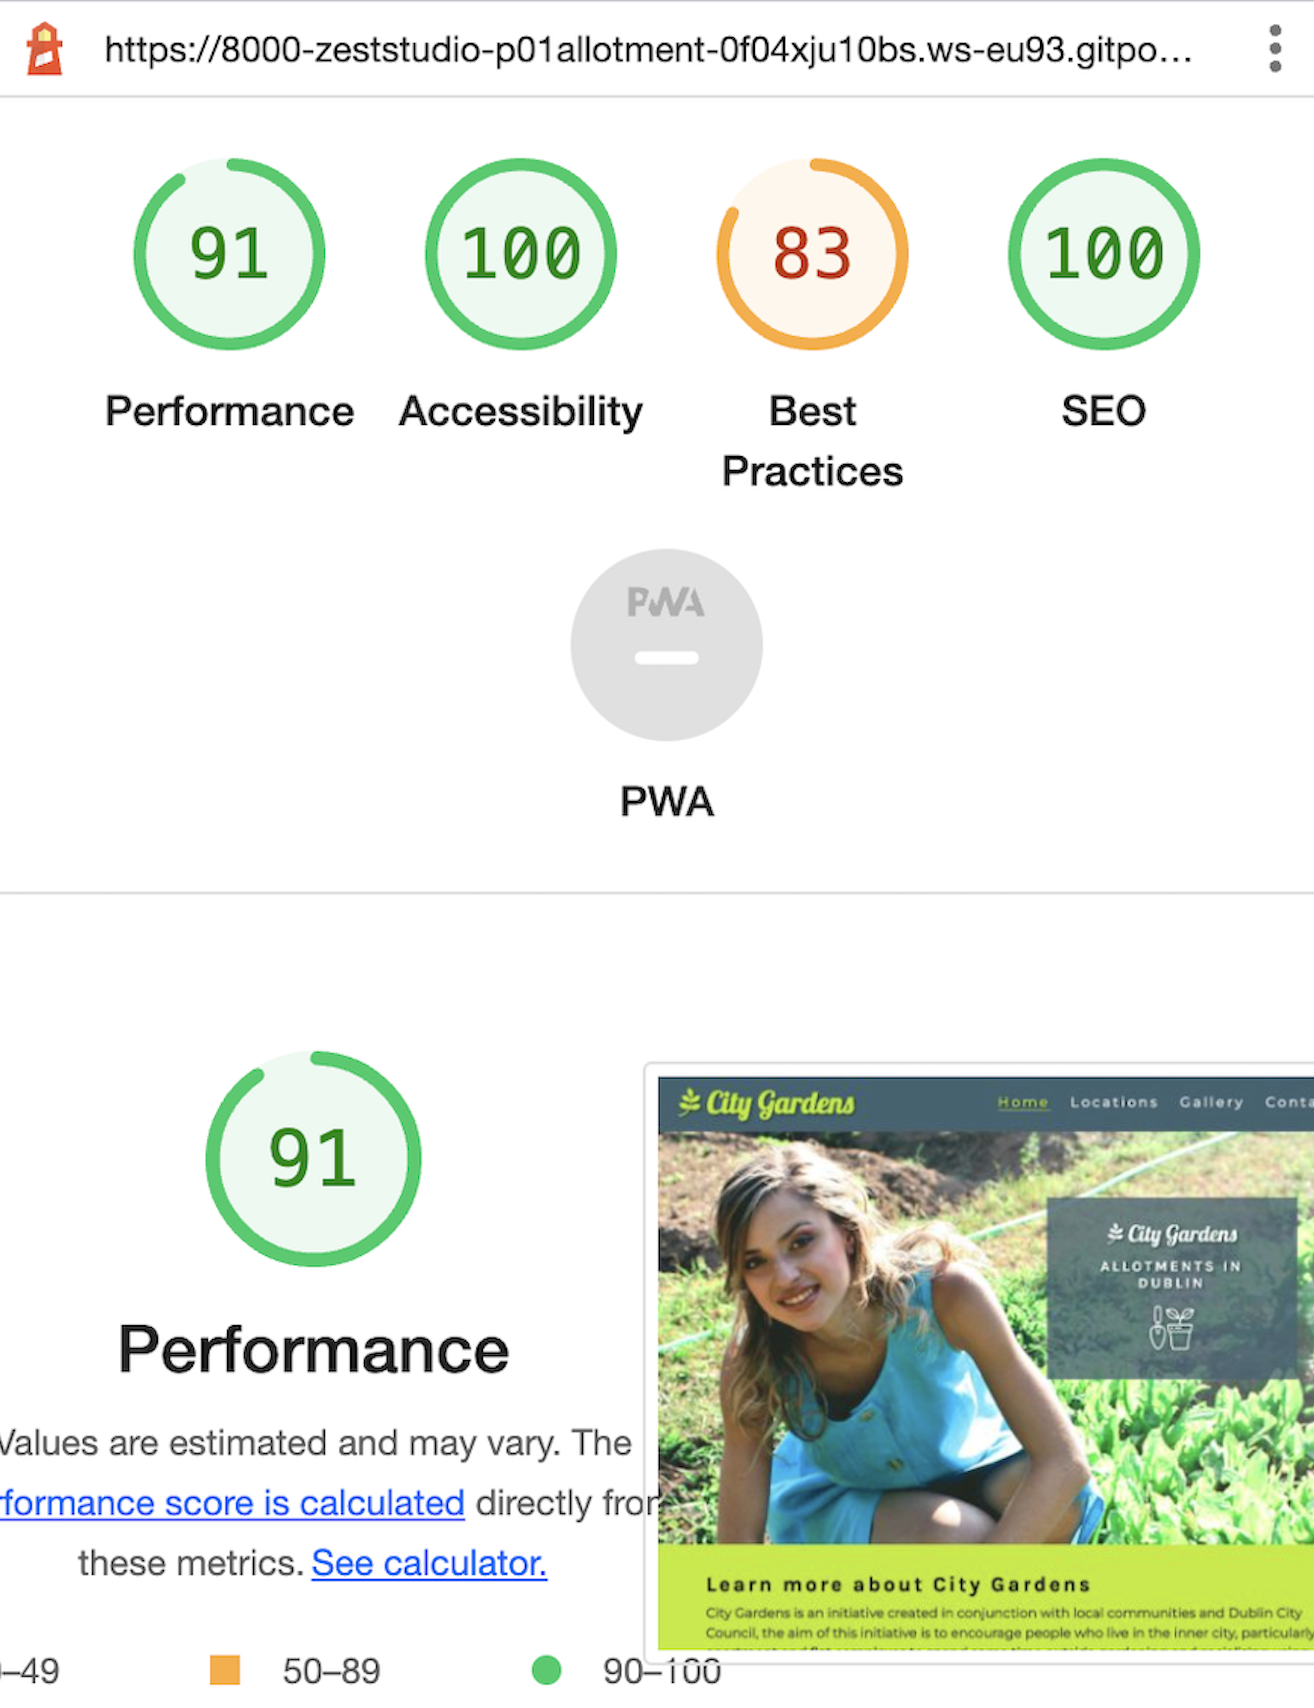 https://8000-zeststudio-p01allotment-0f04xju10bs.ws-eu93.gitpo…
91
100
83
100
Performance
Accessibility
Best
Practices
SEO
PWA
PWA
91
Performance
Values are estimated and may vary. The
formance score is calculated directly from
these metrics. See calculator.
–49
50–89
90–100
City Gardens
Home
Locations
Gallery
Conta
City Gardens
ALLOTMENTS IN
DUBLIN
Learn more about City Gardens
City Gardens is an initiative created in conjunction with local communities and Dublin City
Council, the aim of this initiative is to encourage people who live in the inner city, particularly